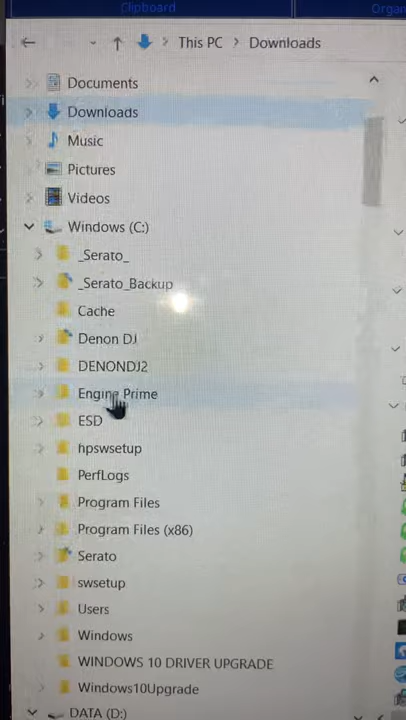 Clipboard
Organ
This PC > Downloads
Documents
Downloads
Music
Pictures
Videos
Windows (C:)
_Serato_
_Serato_Backup
Cache
Denon DJ
DENONDJ2
Engine Prime
ESD
hpswsetup
PerfLogs
Program Files
Program Files (x86)
Serato
swsetup
Users
Windows
WINDOWS 10 DRIVER UPGRADE
Windows10Upgrade
DATA (D:)